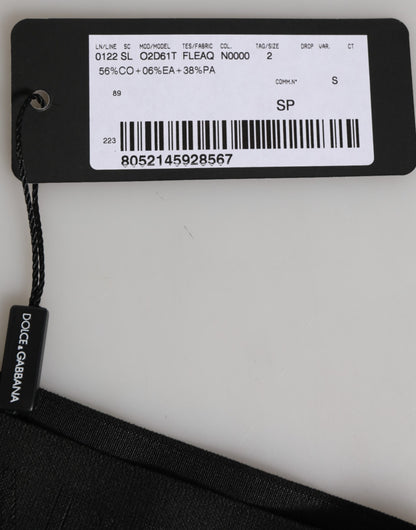 LN/LINE SC MOD/MODEL TES/FABRIC COL. TAG/SIZE DROP VAR. CT
0122 SL O2D61T FLEAQ N0000 2
56%CO+06%EA+38%PA
COMM.N° S
89
SP
223
8052145928567
DOLCE & GABBANA